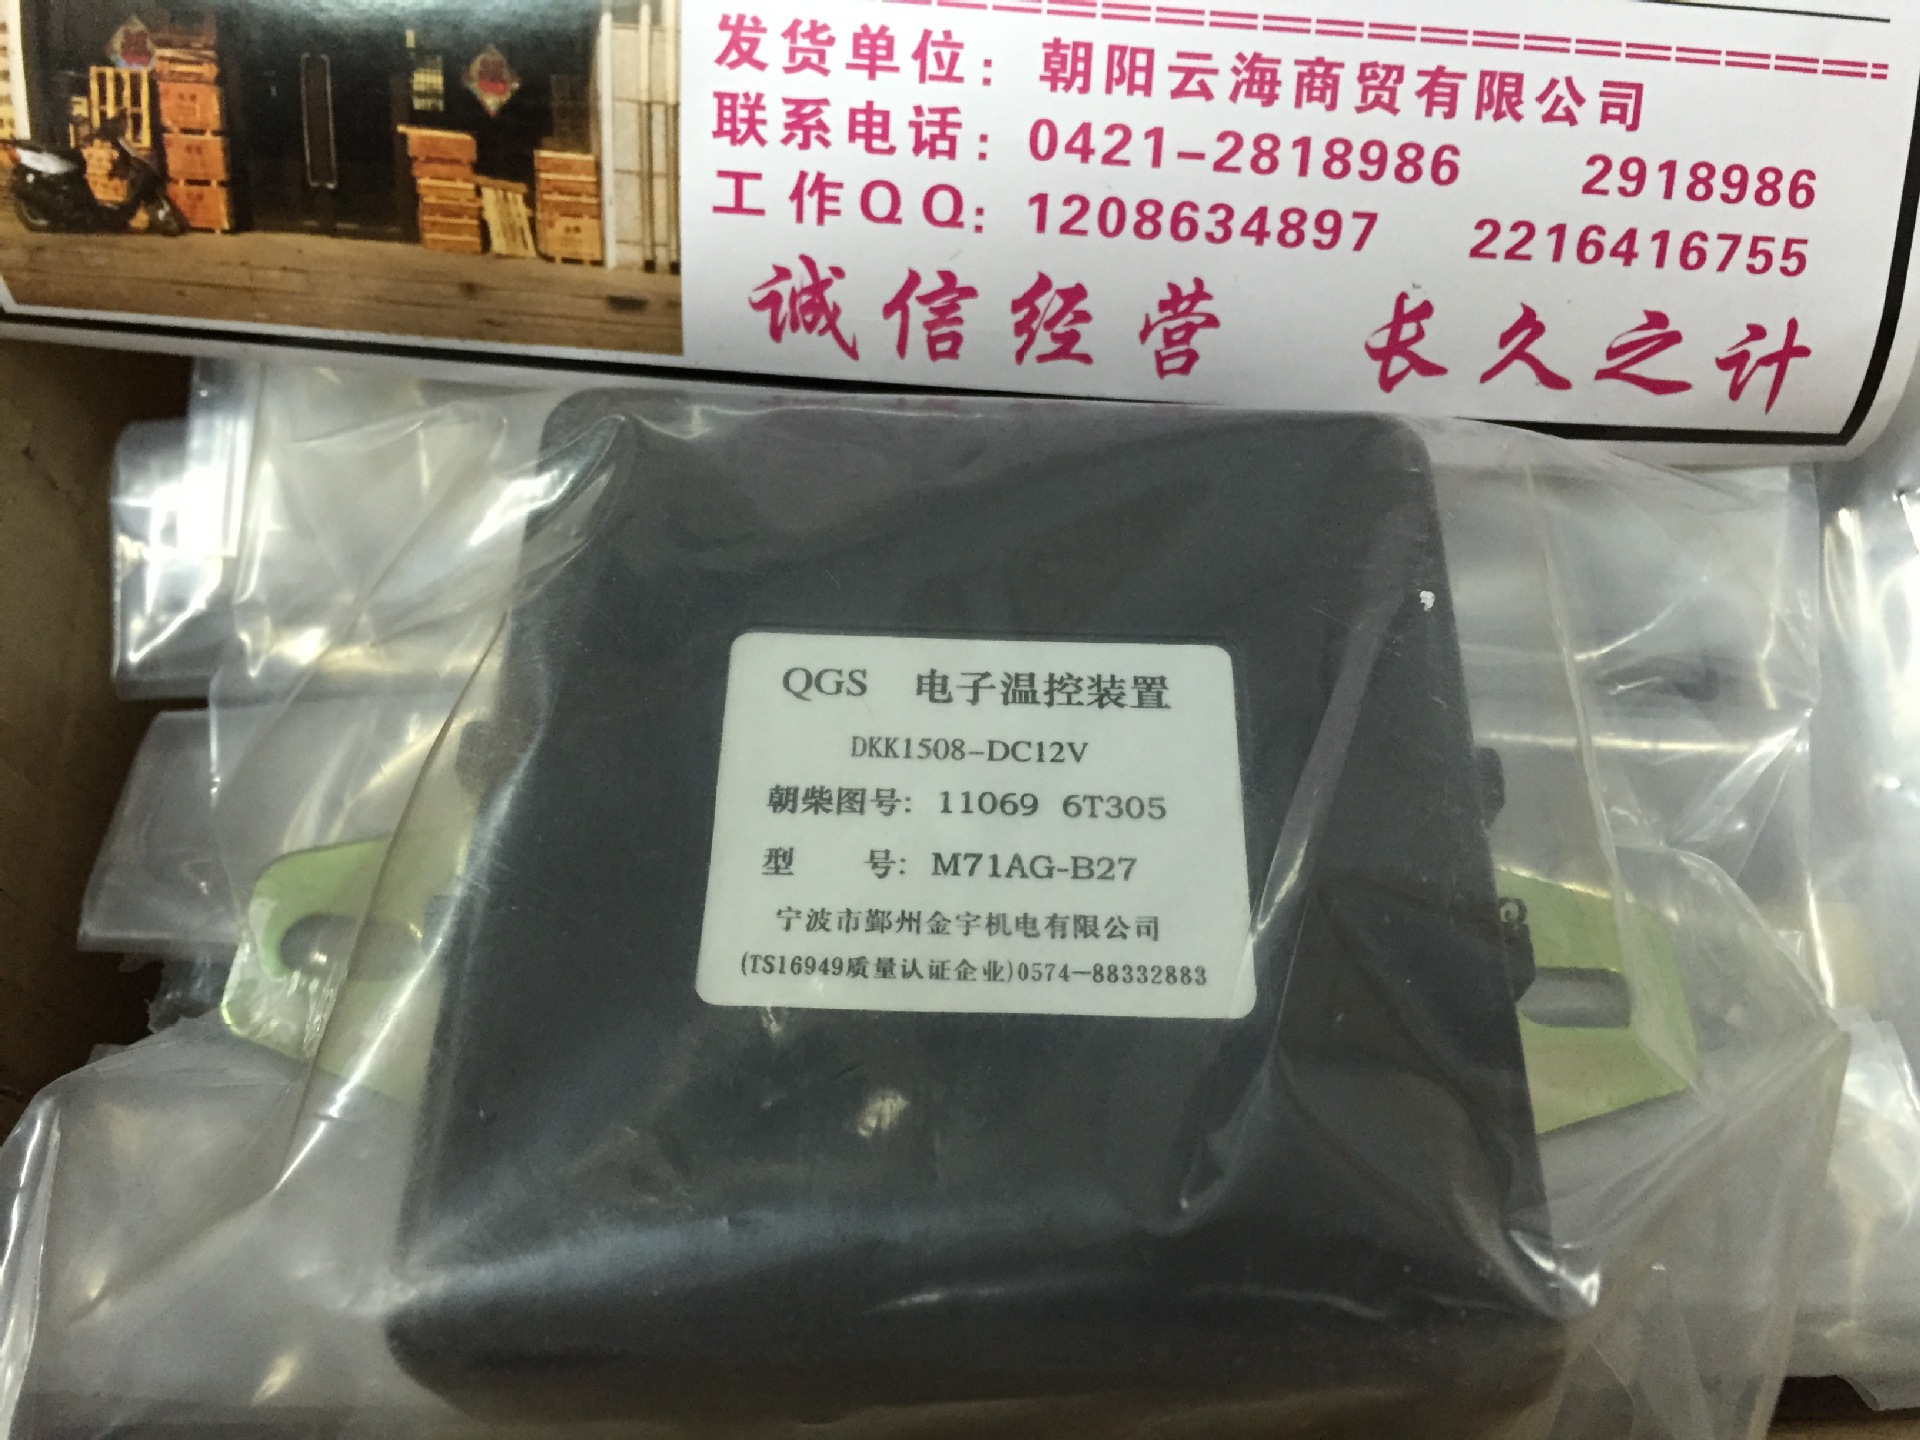 发货单位：朝阳云海商贸有限公司
联系电话：0421-2818986 2918986
工作QQ：1208634897 2216416755
诚信经营 长久之计
QGS 电子温控装置
DKK1508-DC12V
朝柴图号：11069 6T305
型 号：M71AG-B27
宁波市鄞州金宇机电有限公司
(TS16949质量认证企业)0574-88332883